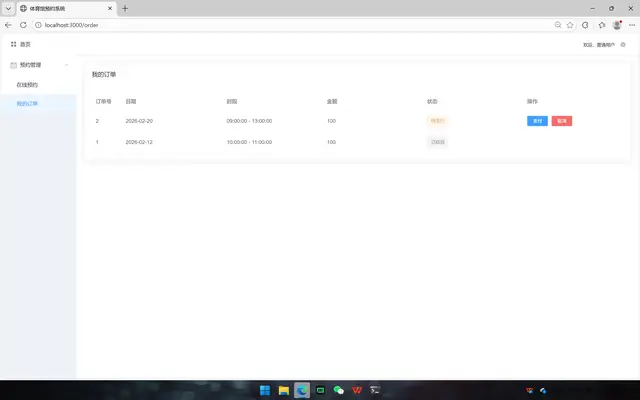 体育馆预约系统
localhost:3000/order
首页
欢迎，普通用户
预约管理
在线预约
我的订单
我的订单
订单号 日期 时段 金额 状态 操作
2 2026-02-20 09:00:00 - 13:00:00 100 待支付 支付 取消
1 2026-02-12 10:00:00 - 11:00:00 100 已取消